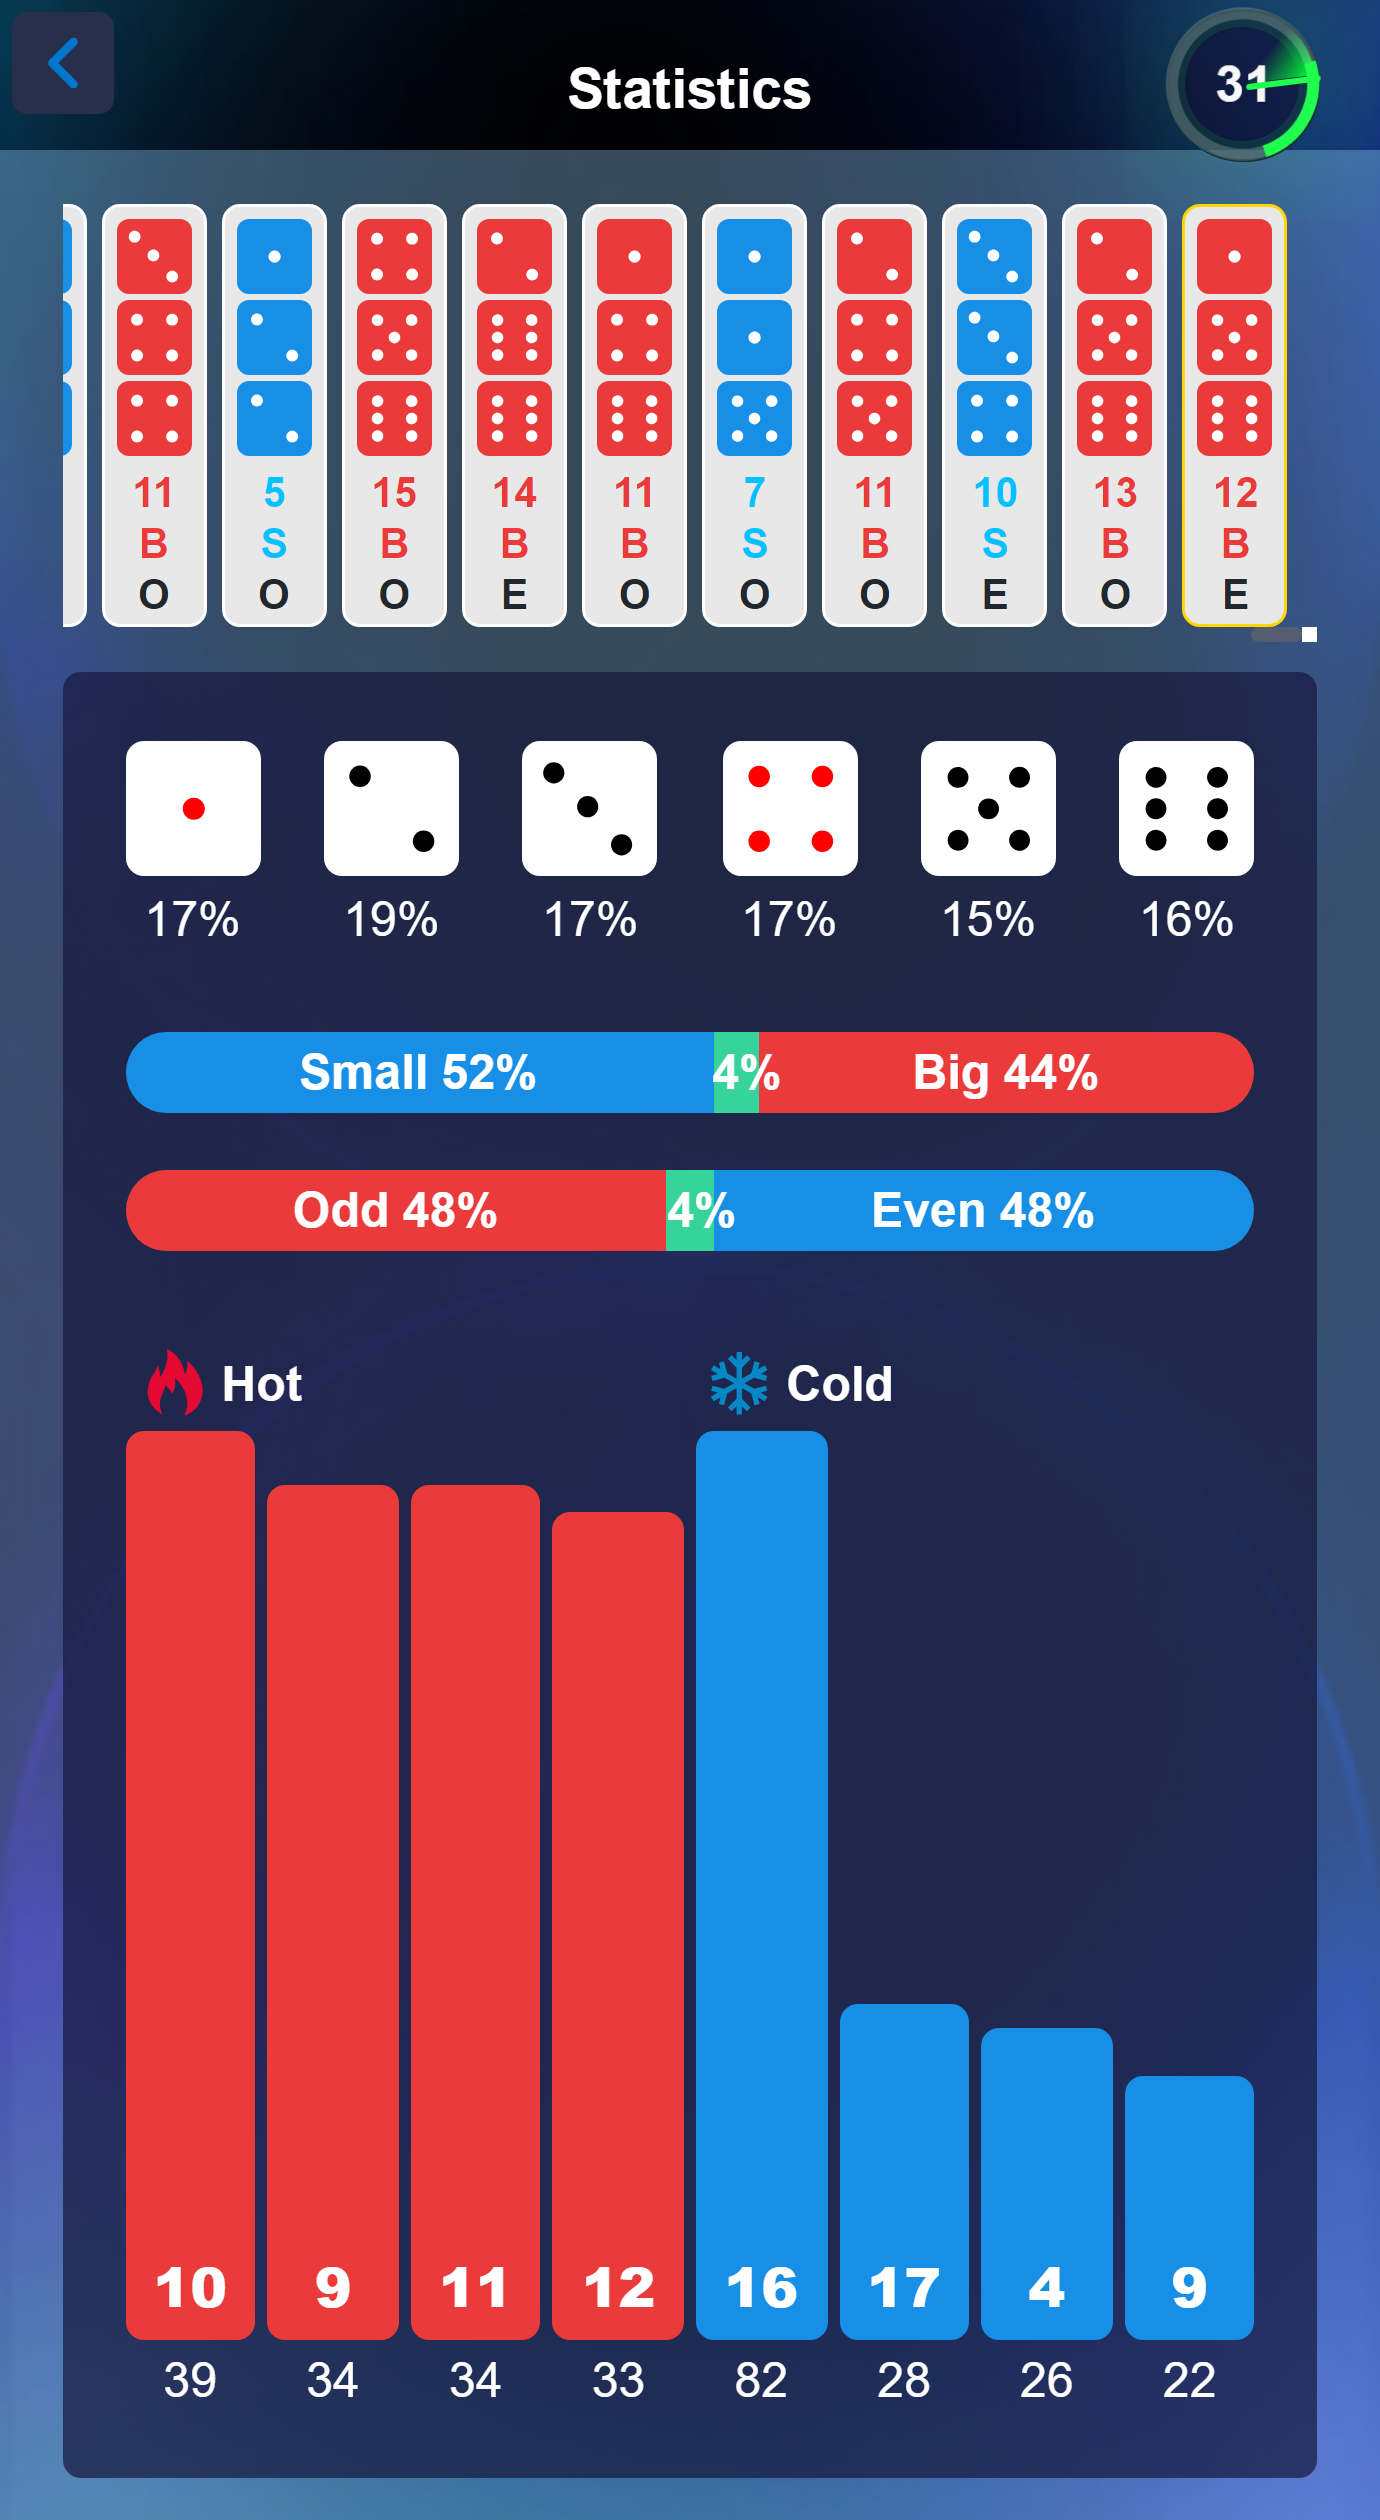 Statistics
31
11 5 15 14 11 7 11 10 13 12
B S B B B S B S B B
O O O E O O O E O E
17% 19% 17% 17% 15% 16%
Small 52% 4% Big 44%
Odd 48% 4% Even 48%
Hot Cold
10 9 11 12 16 17 4 9
39 34 34 33 82 28 26 22